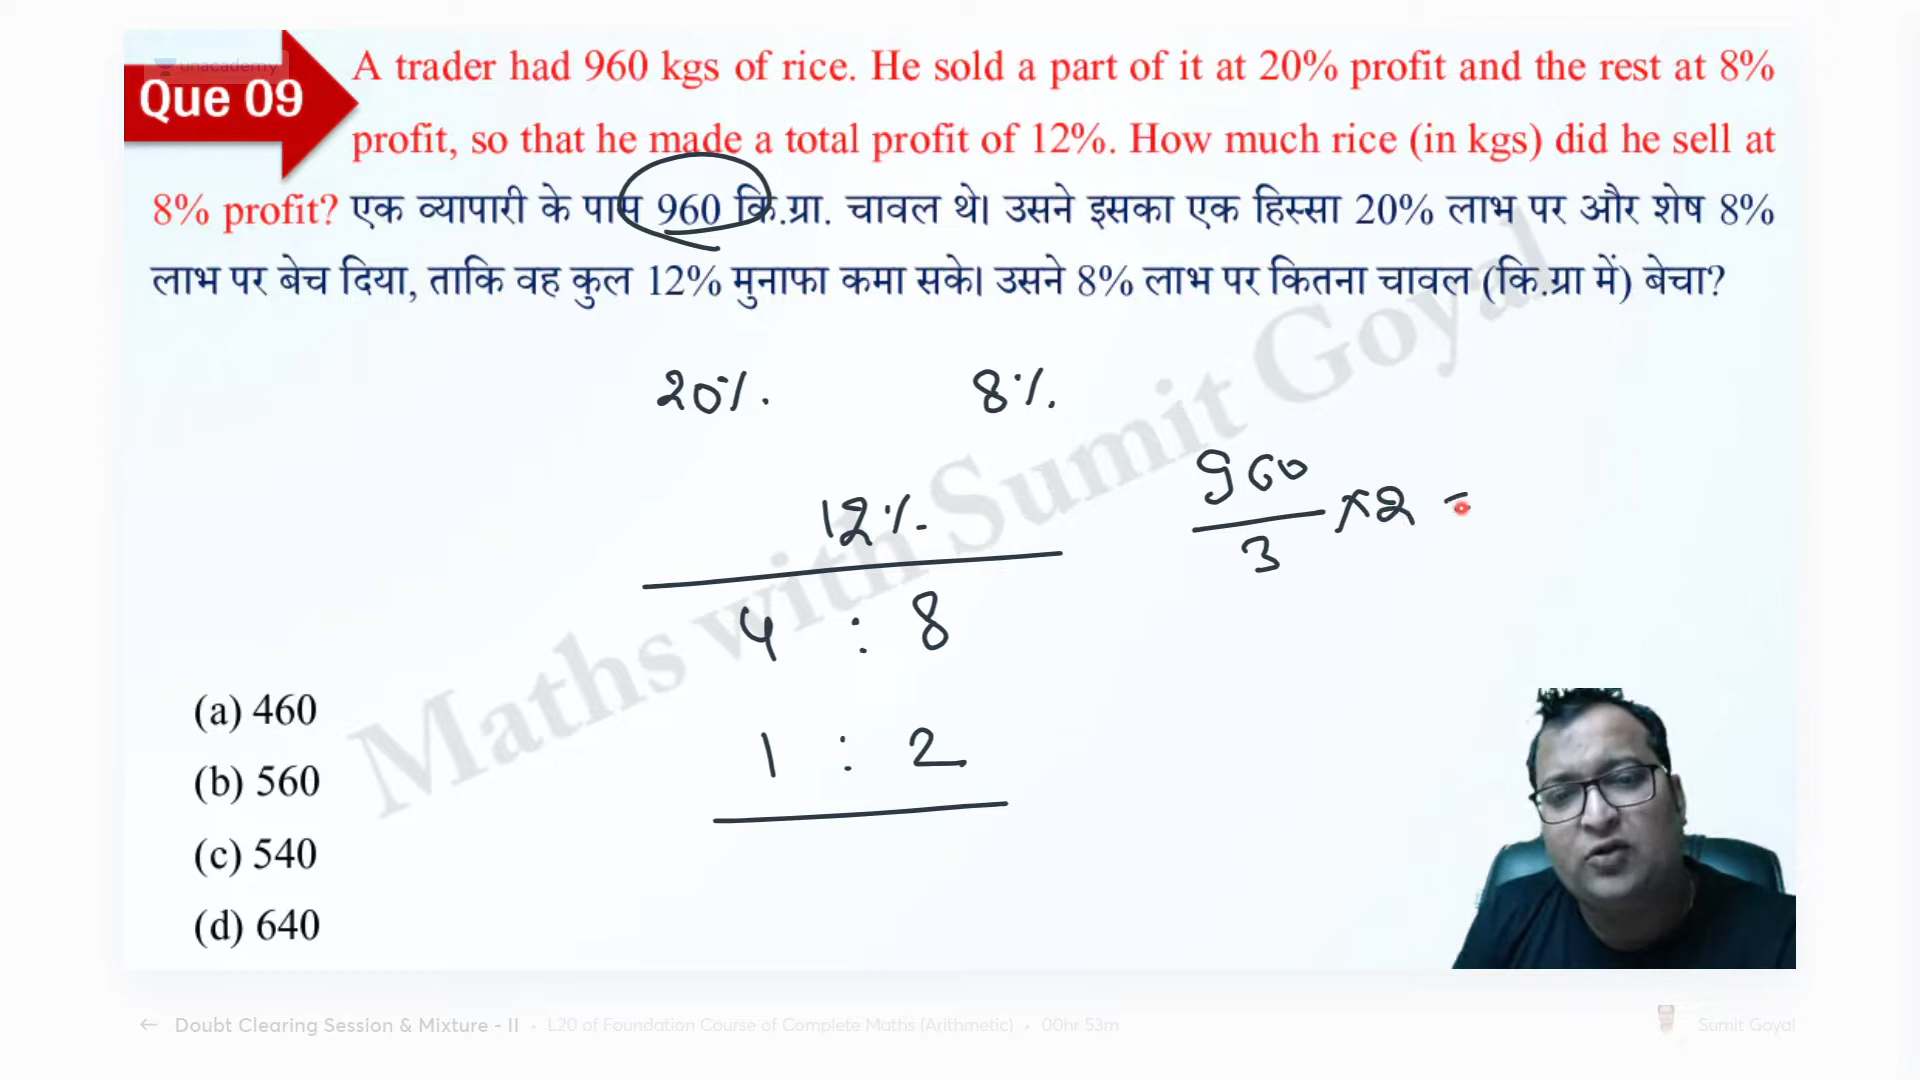 unacademy
Que 09
A trader had 960 kgs of rice. He sold a part of it at 20% profit and the rest at 8%
profit, so that he made a total profit of 12%. How much rice (in kgs) did he sell at
8% profit? एक व्यापारी के पास 960 कि.ग्रा. चावल थे। उसने इसका एक हिस्सा 20% लाभ पर और शेष 8%
लाभ पर बेच दिया, ताकि वह कुल 12% मुनाफा कमा सके। उसने 8% लाभ पर कितना चावल (कि.ग्रा में) बेचा?
20%. 8%.
12%.
960
3
×2 =
4 : 8
1 : 2
Maths with Sumit Goyal
(a) 460
(b) 560
(c) 540
(d) 640
← Doubt Clearing Session & Mixture - II • L20 of Foundation Course of Complete Maths (Arithmetic) • 00hr 53m
Sumit Goyal